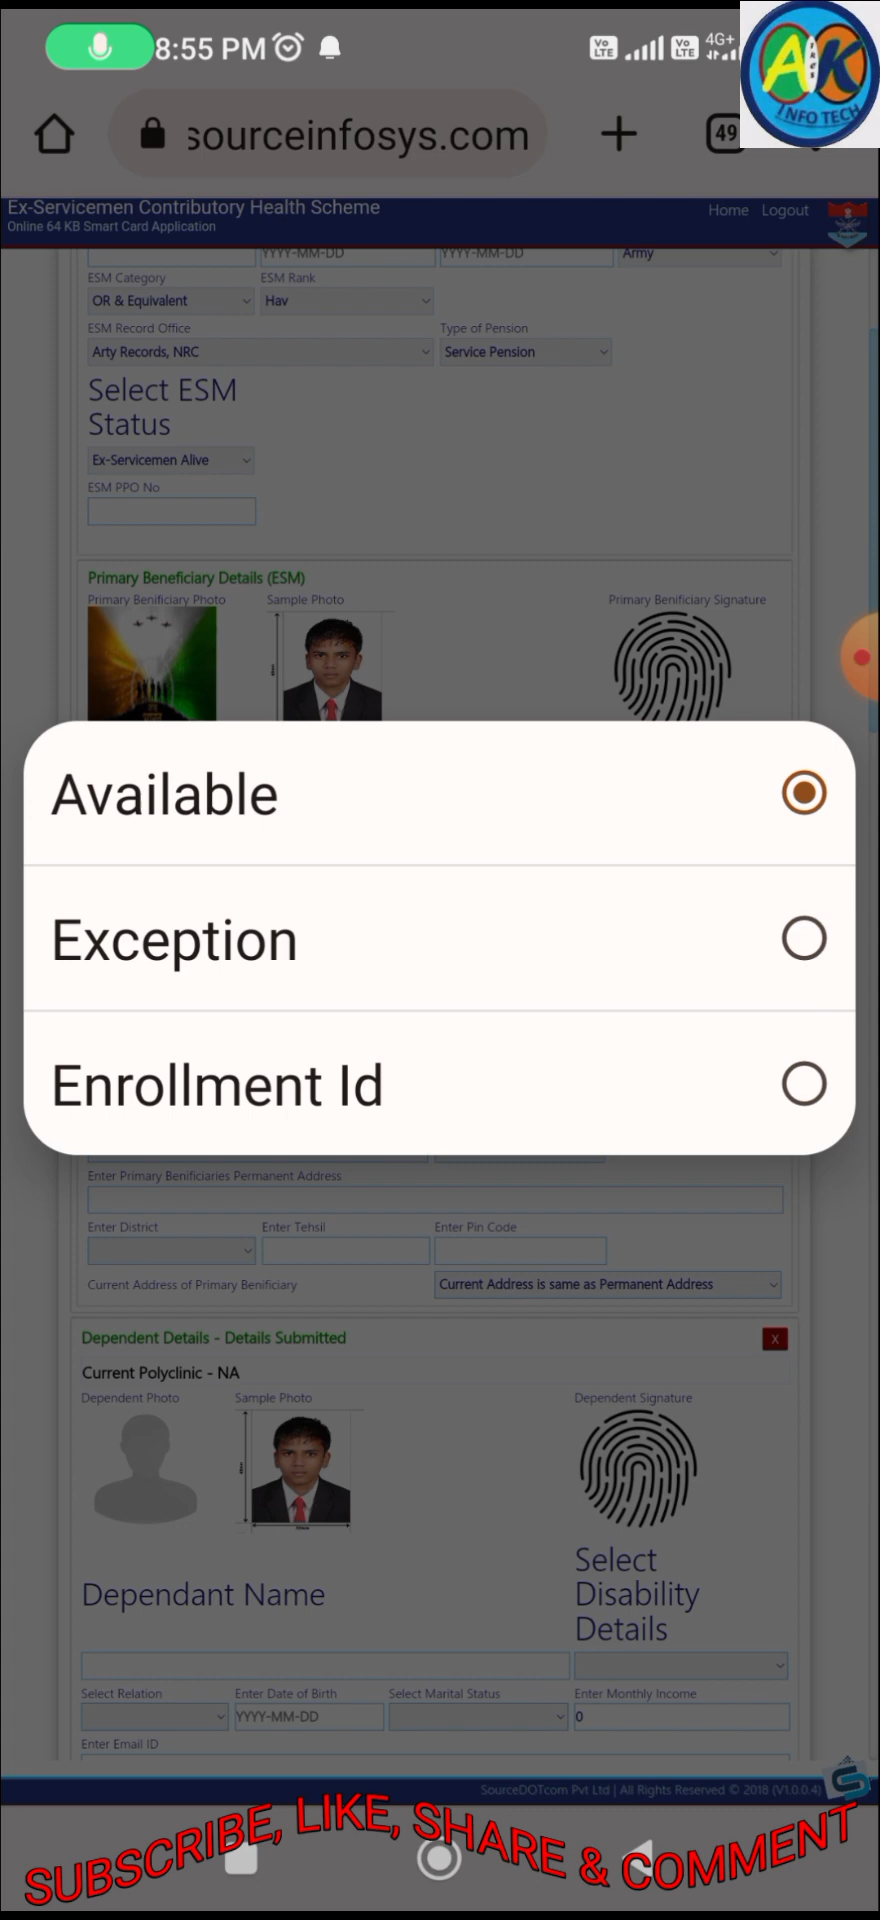 8:55 PM
Vo LTE
Vo LTE
4G+
AK
INFO TECH
sourceinfosys.com
49
Ex-Servicemen Contributory Health Scheme
Online 64 KB Smart Card Application
Home Logout
YYYY-MM-DD YYYY-MM-DD Army
ESM Category ESM Rank
OR & Equivalent Hav
ESM Record Office Type of Pension
Arty Records, NRC Service Pension
Select ESM
Status
Ex-Servicemen Alive
ESM PPO No
Primary Beneficiary Details (ESM)
Primary Benificiary Photo Sample Photo Primary Benificiary Signature
Available
Exception
Enrollment Id
Enter Primary Beneficiaries Permanent Address
Enter District Enter Tehsil Enter Pin Code
Current Address of Primary Benificiary Current Address is same as Permanent Address
Dependent Details - Details Submitted X
Current Polyclinic - NA
Dependent Photo Sample Photo Dependent Signature
Dependant Name
Select
Disability
Details
Select Relation Enter Date of Birth Select Marital Status Enter Monthly Income
YYYY-MM-DD 0
Enter Email ID
SourceDOTcom Pvt Ltd | All Rights Reserved © 2018 (V1.0.0.4)
SUBSCRIBE, LIKE, SHARE & COMMENT